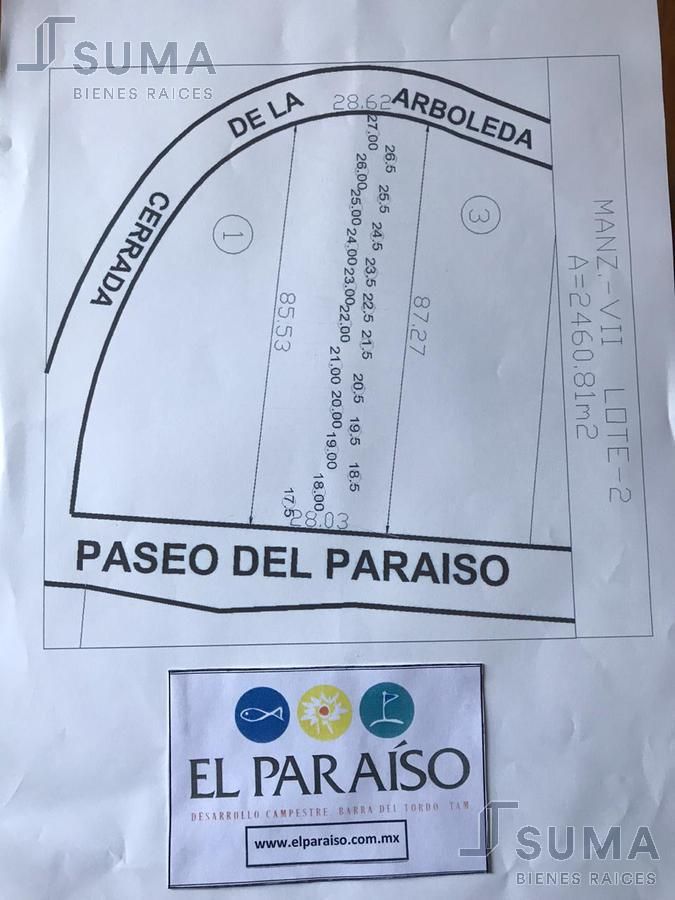 SUMA
BIENES RAICES
CERRADA DE LA ARBOLEDA
28.62
27.00
26.5
26.00
25.5
25.00
24.5
24.00
23.5
23.00
22.5
22.00
21.5
21.00
20.5
20.00
19.5
19.00
18.5
18.00
17.5
1
3
85.53
87.27
MANZ.-VII LOTE-2
A=2460.81m2
PASEO DEL PARAISO
EL PARAÍSO
DESARROLLO CAMPESTRE, BARRA DEL TORDO, TAM.
www.elparaiso.com.mx
SUMA
BIENES RAICES